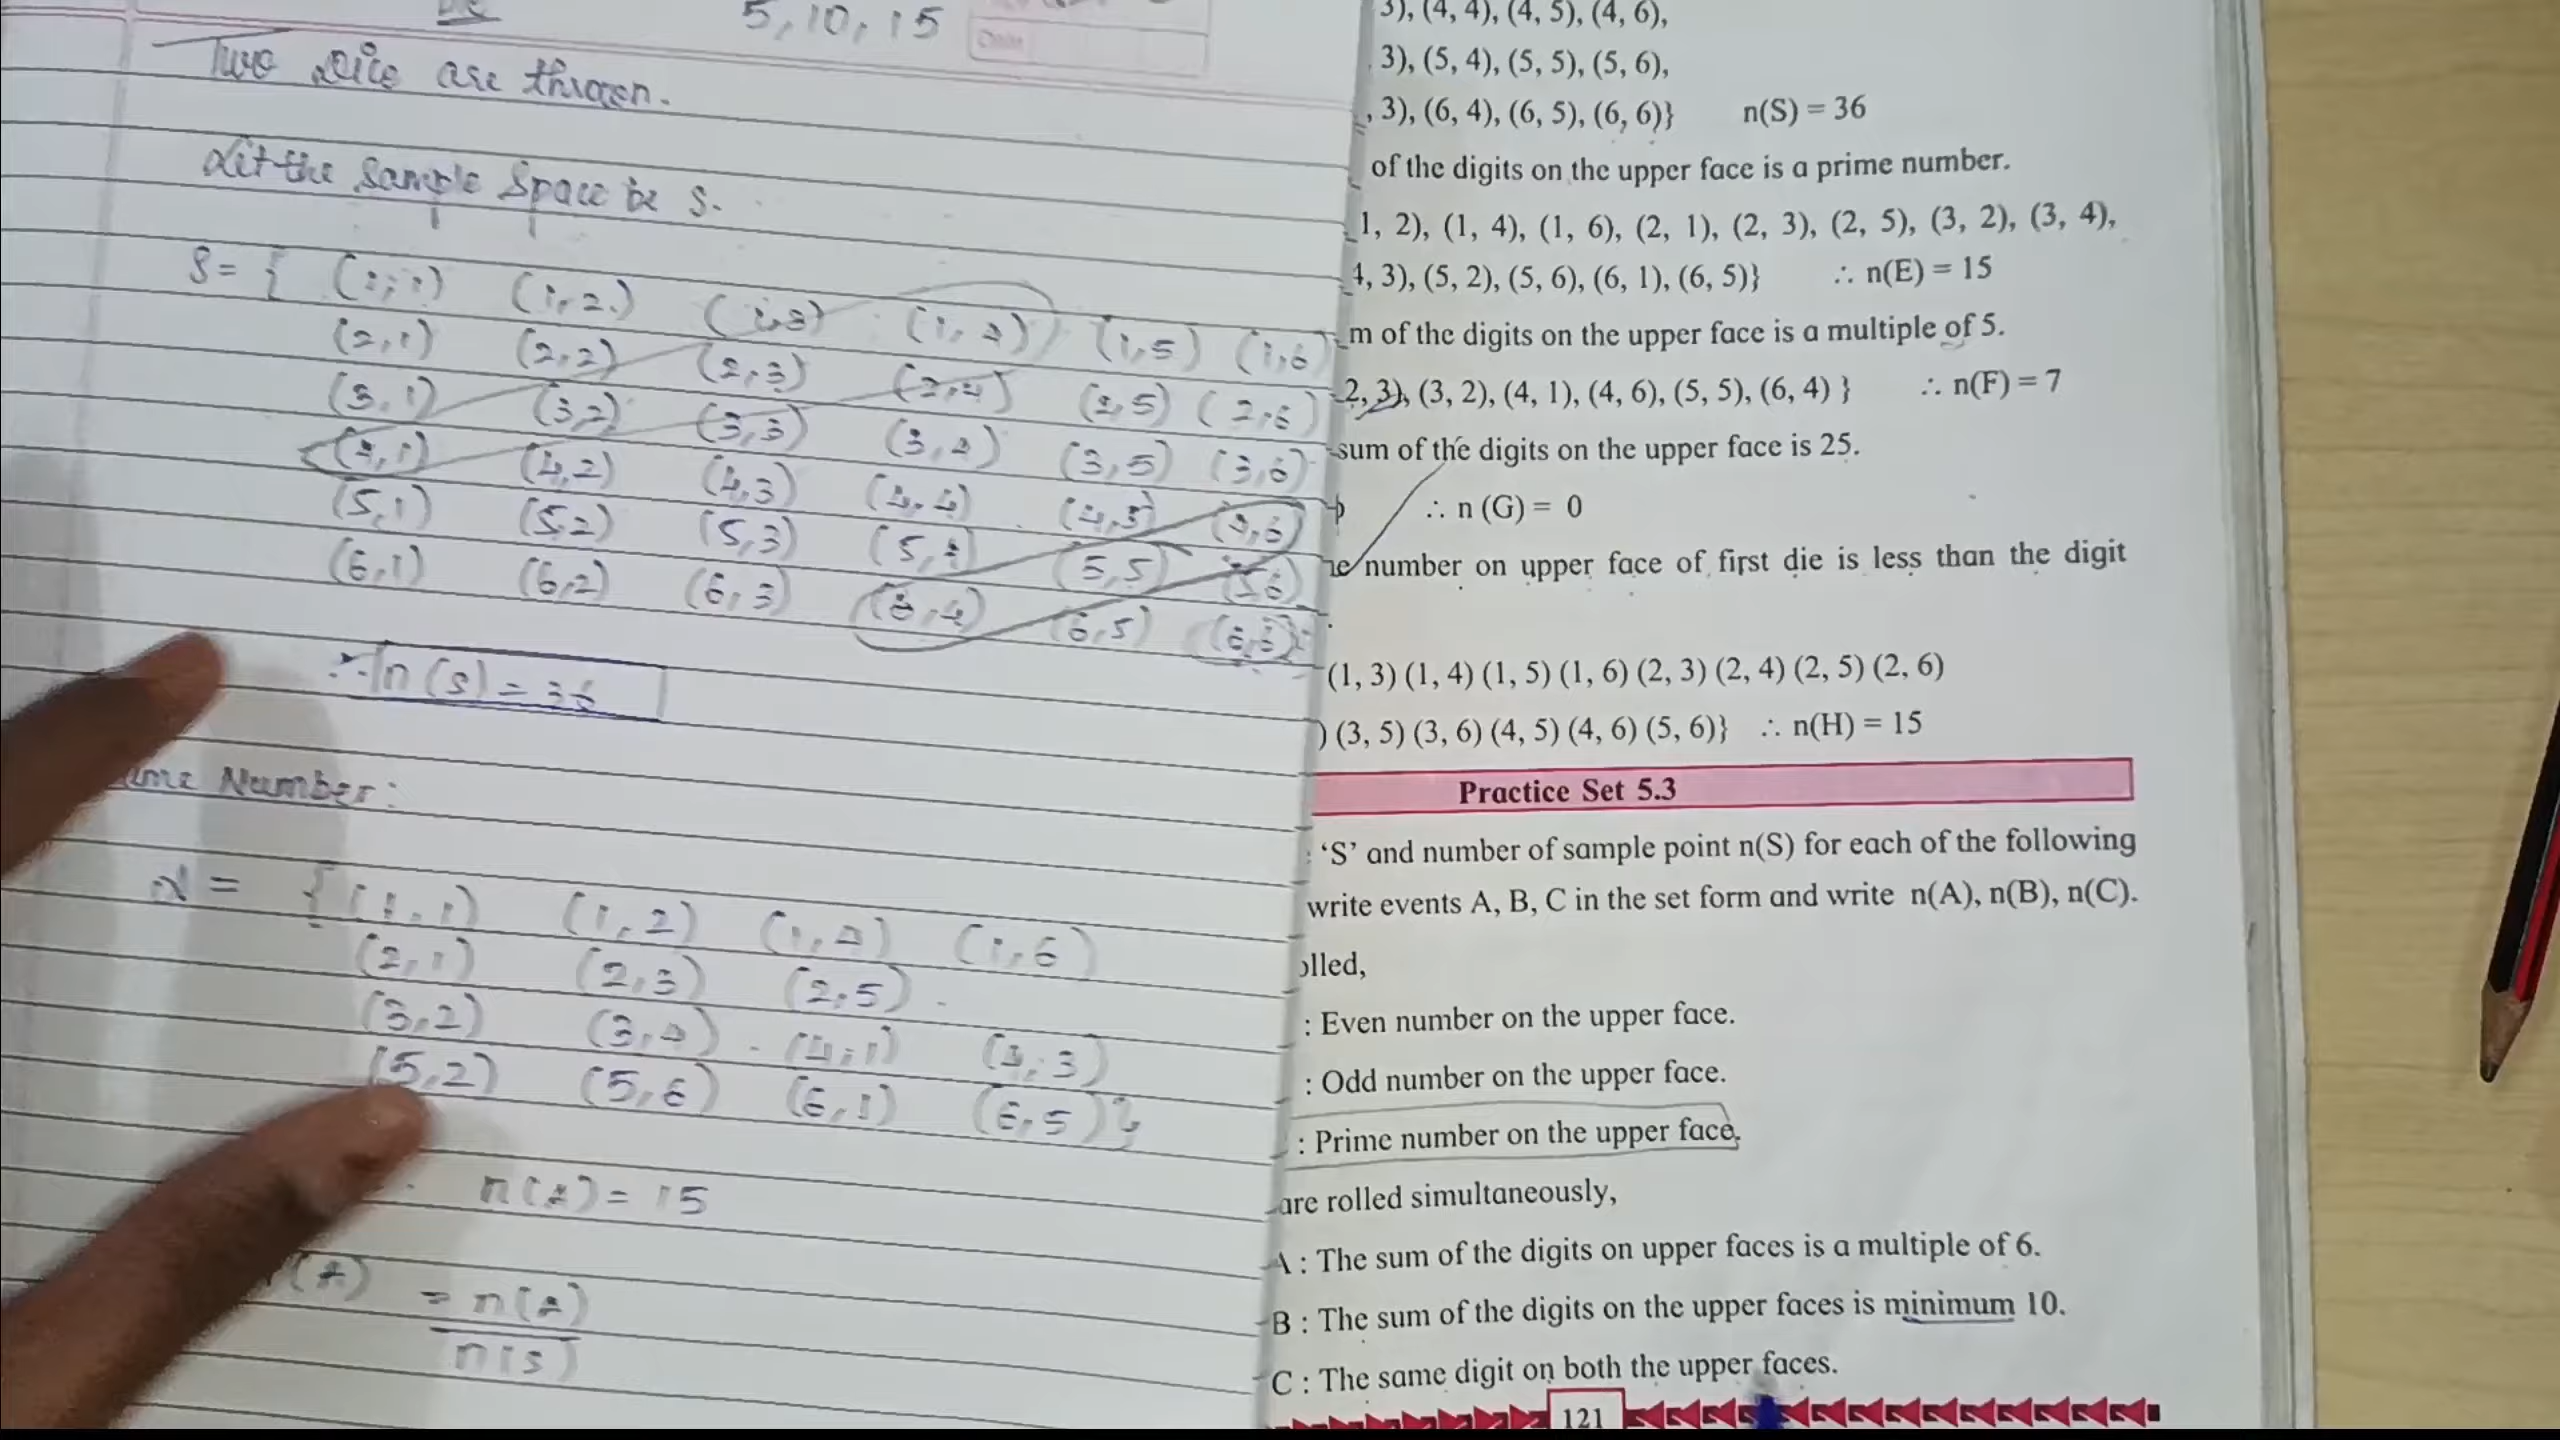 5, 10, 15
Date
Two Dice are thrown.
Let the Sample Space be S.
S = { (1,1) (1,2) (1,3) (1,4) (1,5) (1,6)
(2,1) (2,2) (2,3) (2,4) (2,5) (2,6)
(3,1) (3,2) (3,3) (3,4) (3,5) (3,6)
(4,1) (4,2) (4,3) (4,4) (4,5) (4,6)
(5,1) (5,2) (5,3) (5,4) (5,5) (5,6)
(6,1) (6,2) (6,3) (6,4) (6,5) (6,6)}
∴ n(S) = 36
Number:
= { (1,1) (1,2) (1,4) (1,6)
(2,1) (2,3) (2,5)
(3,2) (3,4) (4,1) (4,3)
(5,2) (5,6) (6,1) (6,5)}
n(A) = 15
(A) = n(A)
n(S)
3), (4, 4), (4, 5), (4, 6),
3), (5, 4), (5, 5), (5, 6),
, 3), (6, 4), (6, 5), (6, 6)} n(S) = 36
of the digits on the upper face is a prime number.
1, 2), (1, 4), (1, 6), (2, 1), (2, 3), (2, 5), (3, 2), (3, 4),
4, 3), (5, 2), (5, 6), (6, 1), (6, 5)} ∴ n(E) = 15
m of the digits on the upper face is a multiple of 5.
2, 3), (3, 2), (4, 1), (4, 6), (5, 5), (6, 4) } ∴ n(F) = 7
sum of the digits on the upper face is 25.
∴ n (G) = 0
number on upper face of first die is less than the digit
(1, 3) (1, 4) (1, 5) (1, 6) (2, 3) (2, 4) (2, 5) (2, 6)
) (3, 5) (3, 6) (4, 5) (4, 6) (5, 6)} ∴ n(H) = 15
Practice Set 5.3
: 'S' and number of sample point n(S) for each of the following
write events A, B, C in the set form and write n(A), n(B), n(C).
olled,
: Even number on the upper face.
: Odd number on the upper face.
: Prime number on the upper face.
are rolled simultaneously,
A : The sum of the digits on upper faces is a multiple of 6.
B : The sum of the digits on the upper faces is minimum 10.
C : The same digit on both the upper faces.
121